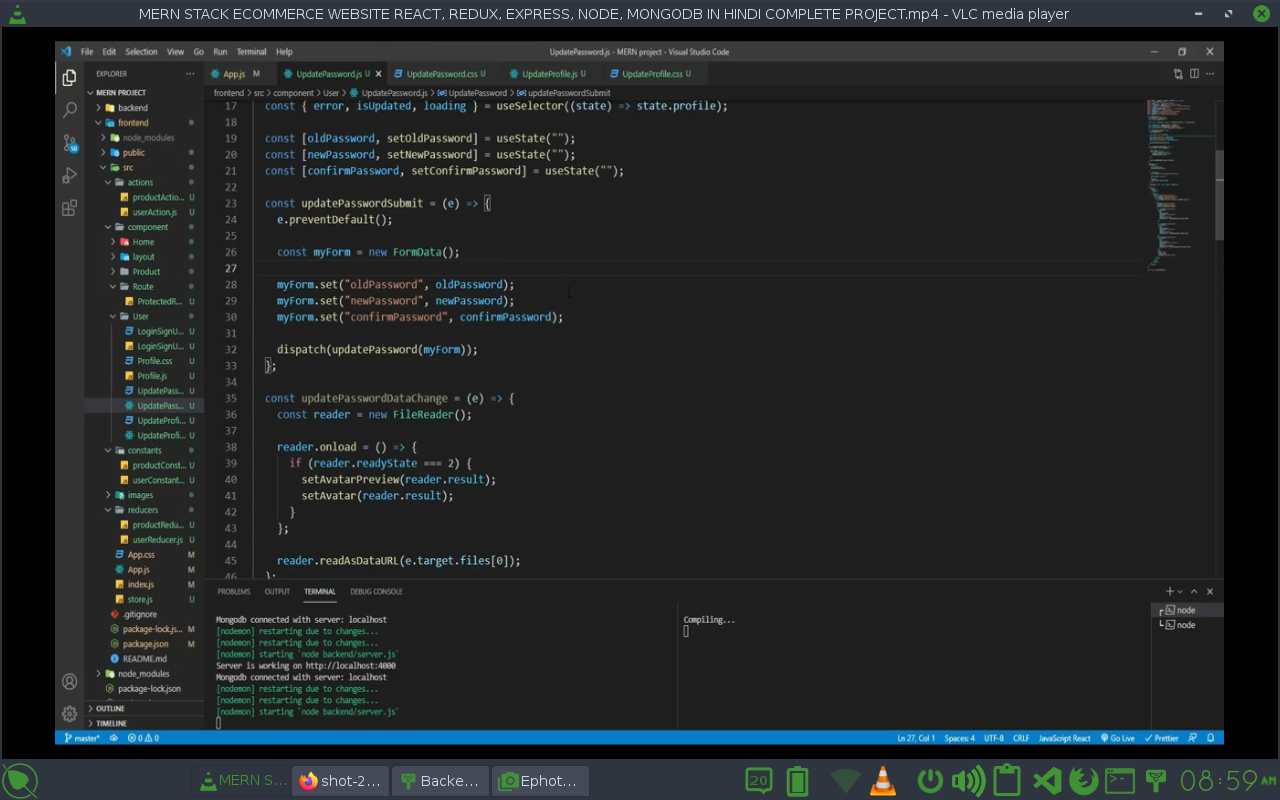 MERN STACK ECOMMERCE WEBSITE REACT, REDUX, EXPRESS, NODE, MONGODB IN HINDI COMPLETE PROJECT.mp4 - VLC media player
File Edit Selection View Go Run Terminal Help
UpdatePassword.js - MERN project - Visual Studio Code
EXPLORER
App.js M
UpdatePassword.js U
UpdatePassword.css U
UpdateProfile.js U
UpdateProfile.css U
frontend > src > component > User > UpdatePassword.js > UpdatePassword > updatePasswordSubmit
MERN PROJECT
backend
frontend
node_modules
public
src
actions
productActio... U
userAction.js U
component
Home
layout
Product
Route
ProtectedR... U
User
LoginSignU... U
LoginSignU... U
Profile.css U
Profile.js U
UpdatePass... U
UpdatePass... U
UpdateProfi... U
UpdateProfi... U
constants
productConst... U
userConstant... U
images
reducers
productRedu... U
userReducer.js U
App.css M
App.js M
index.js M
store.js U
.gitignore
package-lock.js... M
package.json M
README.md
node_modules
package-lock.json
OUTLINE
TIMELINE
50
17 const { error, isUpdated, loading } = useSelector((state) => state.profile);
18
19 const [oldPassword, setOldPassword] = useState("");
20 const [newPassword, setNewPassword] = useState("");
21 const [confirmPassword, setConfirmPassword] = useState("");
22
23 const updatePasswordSubmit = (e) => {
24 e.preventDefault();
25
26 const myForm = new FormData();
27
28 myForm.set("oldPassword", oldPassword);
29 myForm.set("newPassword", newPassword);
30 myForm.set("confirmPassword", confirmPassword);
31
32 dispatch(updatePassword(myForm));
33 };
34
35 const updatePasswordDataChange = (e) => {
36 const reader = new FileReader();
37
38 reader.onload = () => {
39 if (reader.readyState === 2) {
40 setAvatarPreview(reader.result);
41 setAvatar(reader.result);
42 }
43 };
44
45 reader.readAsDataURL(e.target.files[0]);
46 };
PROBLEMS OUTPUT TERMINAL DEBUG CONSOLE
Mongodb connected with server: localhost
[nodemon] restarting due to changes...
[nodemon] restarting due to changes...
[nodemon] starting `node backend/server.js`
Server is working on http://localhost:4000
Mongodb connected with server: localhost
[nodemon] restarting due to changes...
[nodemon] restarting due to changes...
[nodemon] starting `node backend/server.js`
Compiling...
node
node
master* 0 0 Ln 27, Col 1 Spaces: 4 UTF-8 CRLF JavaScript React Go Live Prettier
MERN S... shot-2... Backe... Ephot... 20 08:59 AM